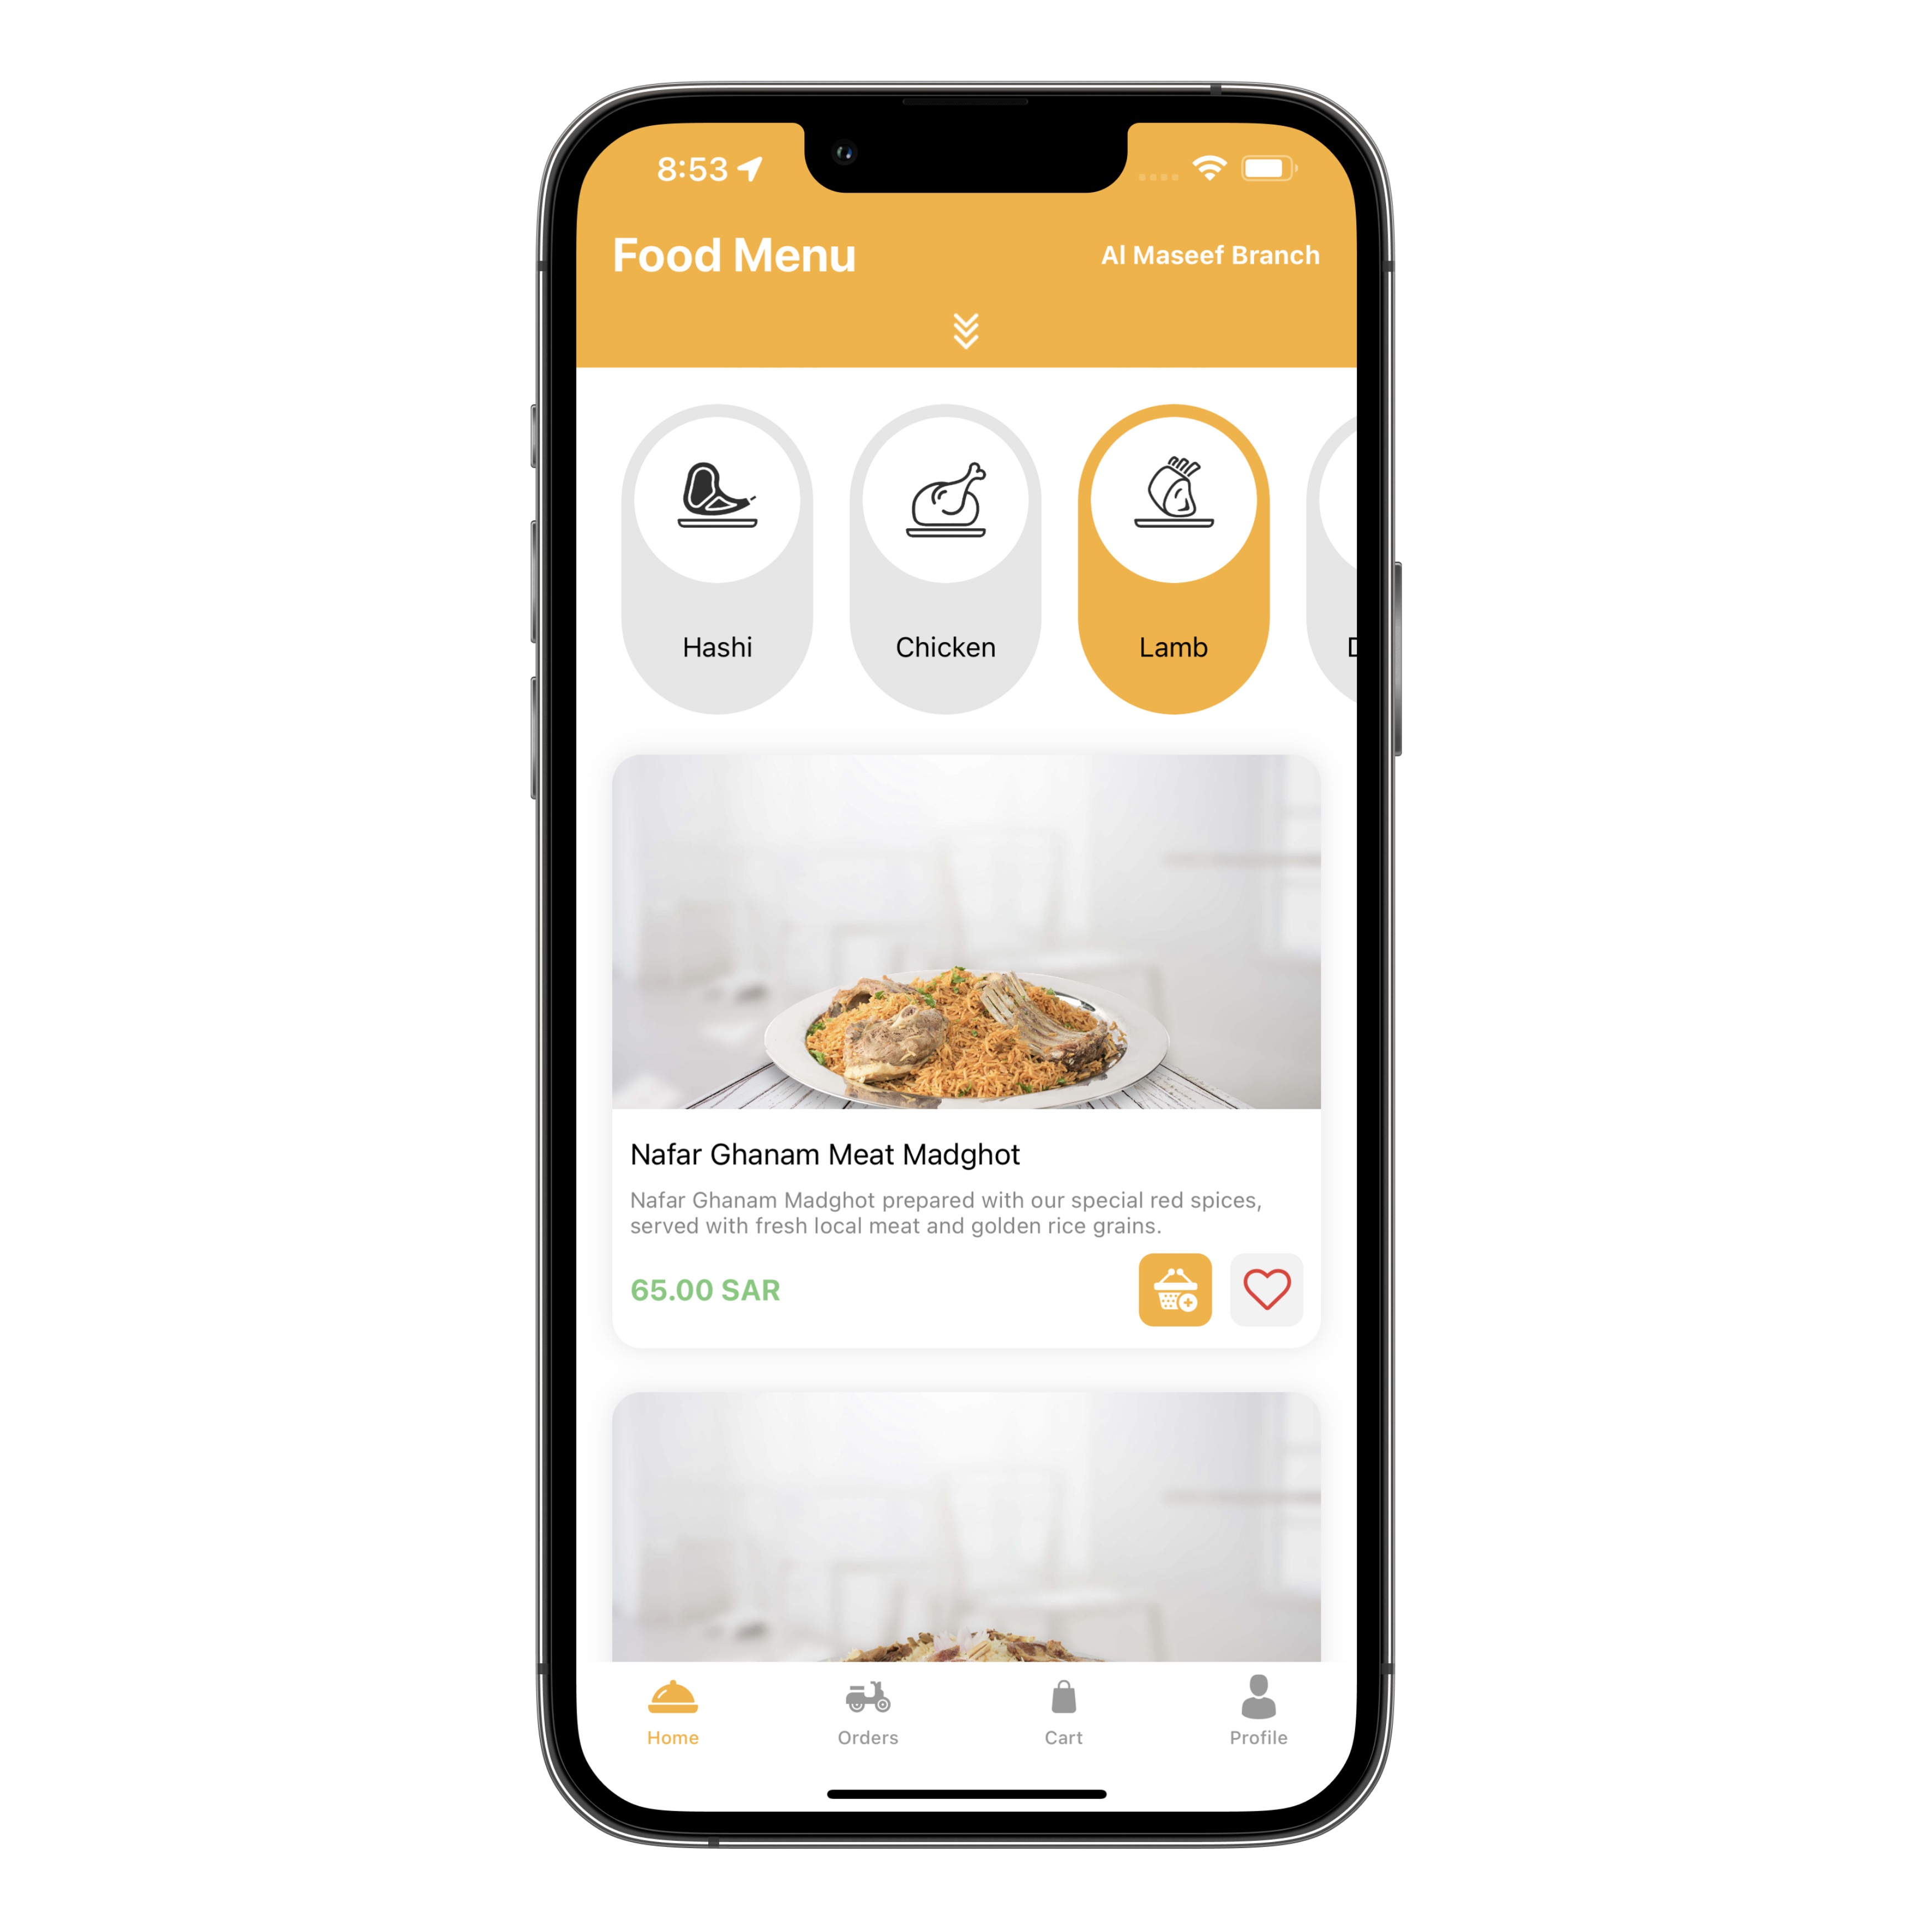 8:53
Food Menu
Al Maseef Branch
Hashi
Chicken
Lamb
Nafar Ghanam Meat Madghot
Nafar Ghanam Madghot prepared with our special red spices,
served with fresh local meat and golden rice grains.
65.00 SAR
Home
Orders
Cart
Profile